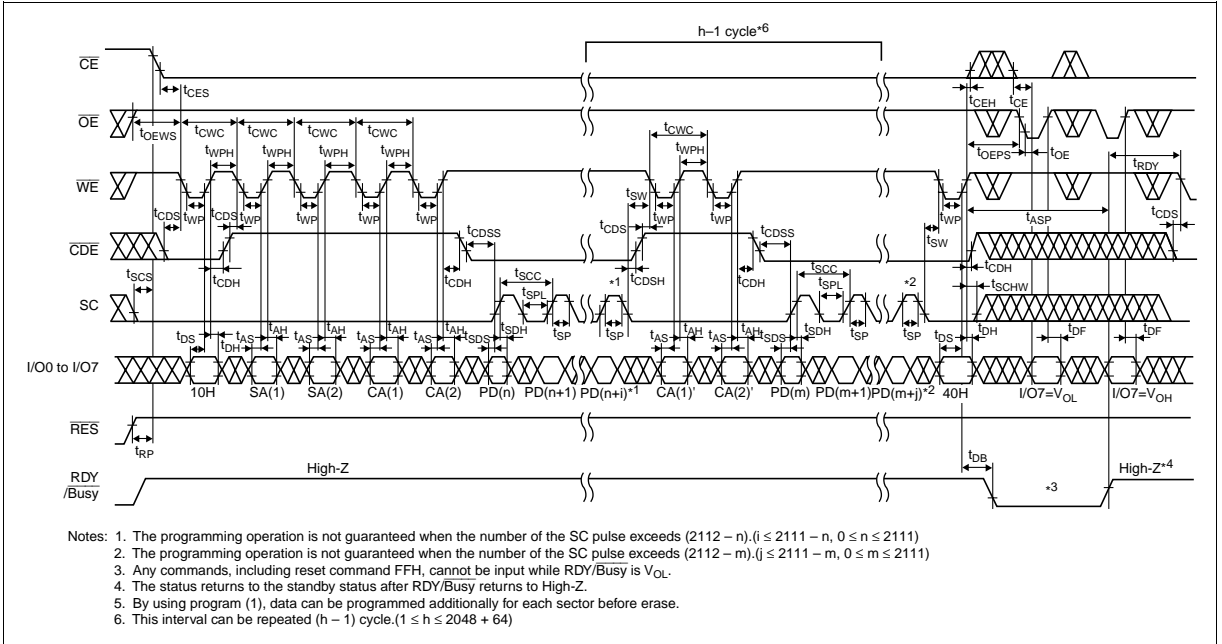 h–1 cycle*6
CE
tCES
tCEH tCE
OE
tOEWS tCWC tCWC tCWC tCWC tCWC
tWPH tWPH tWPH tWPH tWPH
tOEPS tOE
tRDY
WE
tCDS tWP tCDS tWP tWP tWP tWP tSW tWP tWP tWP tSW
tASP
tCDS
CDE
tCDSS tCDS tCDSS
tSCS tCDH tCDH tCDSH tCDH tCDH
tSCC tSCC
tSPL *1 tSPL *2
tSCHW
SC
tDS tDH tAS tAH tAS tAH tAS tAH tAS tAH tSDS tSDH tSP tSP tAS tAH tAS tAH tSDS tSDH tSP tSP tDS tDH tDF tDF
I/O0 to I/O7
10H SA(1) SA(2) CA(1) CA(2) PD(n) PD(n+1) PD(n+i)*1 CA(1)' CA(2)' PD(m) PD(m+1) PD(m+j)*2 40H I/O7=VOL I/O7=VOH
RES
tRP
RDY
/Busy
High-Z
tDB
*3
High-Z*4
Notes: 1. The programming operation is not guaranteed when the number of the SC pulse exceeds (2112 – n).(i ≤ 2111 – n, 0 ≤ n ≤ 2111)
2. The programming operation is not guaranteed when the number of the SC pulse exceeds (2112 – m).(j ≤ 2111 – m, 0 ≤ m ≤ 2111)
3. Any commands, including reset command FFH, cannot be input while RDY/Busy is VOL.
4. The status returns to the standby status after RDY/Busy returns to High-Z.
5. By using program (1), data can be programmed additionally for each sector before erase.
6. This interval can be repeated (h – 1) cycle.(1 ≤ h ≤ 2048 + 64)